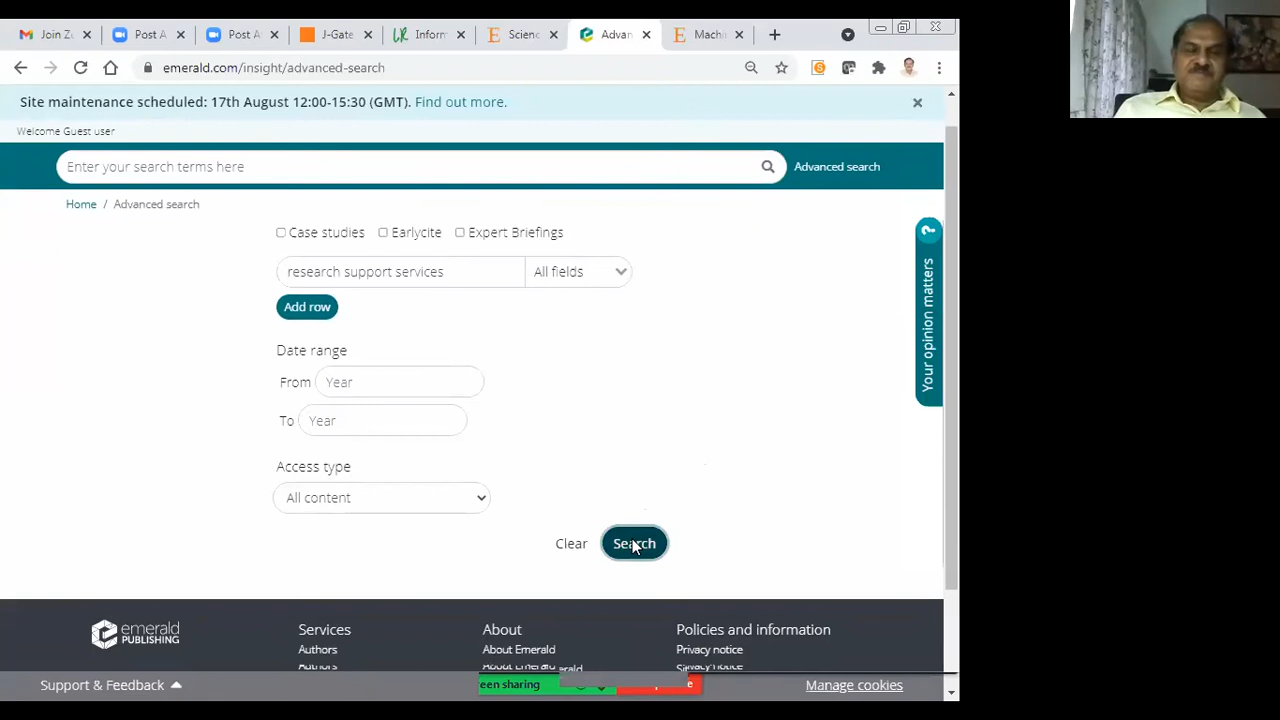 Join Zo
Post A
Post A
J-Gate
Inform
Scienc
Advan
Machi
emerald.com/insight/advanced-search
Site maintenance scheduled: 17th August 12:00-15:30 (GMT). Find out more.
Welcome Guest user
Enter your search terms here
Advanced search
Home / Advanced search
Case studies Earlycite Expert Briefings
research support services All fields
Add row
Date range
From Year
To Year
Access type
All content
Clear Search
Your opinion matters
emerald PUBLISHING
Services About Policies and information
Authors About Emerald Privacy notice
Support & Feedback
reen sharing
Manage cookies